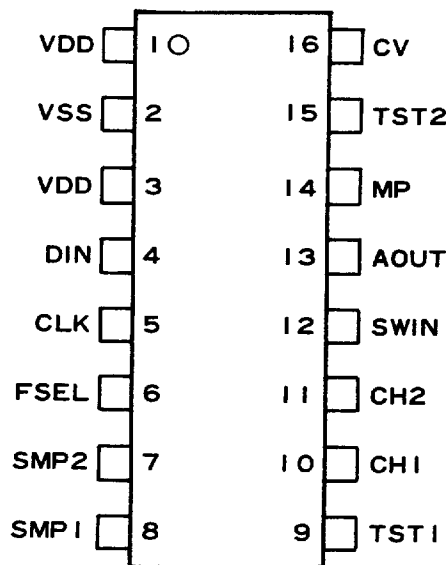 VDD 1 16 CV
VSS 2 15 TST2
VDD 3 14 MP
DIN 4 13 AOUT
CLK 5 12 SWIN
FSEL 6 11 CH2
SMP2 7 10 CH1
SMP1 8 9 TST1